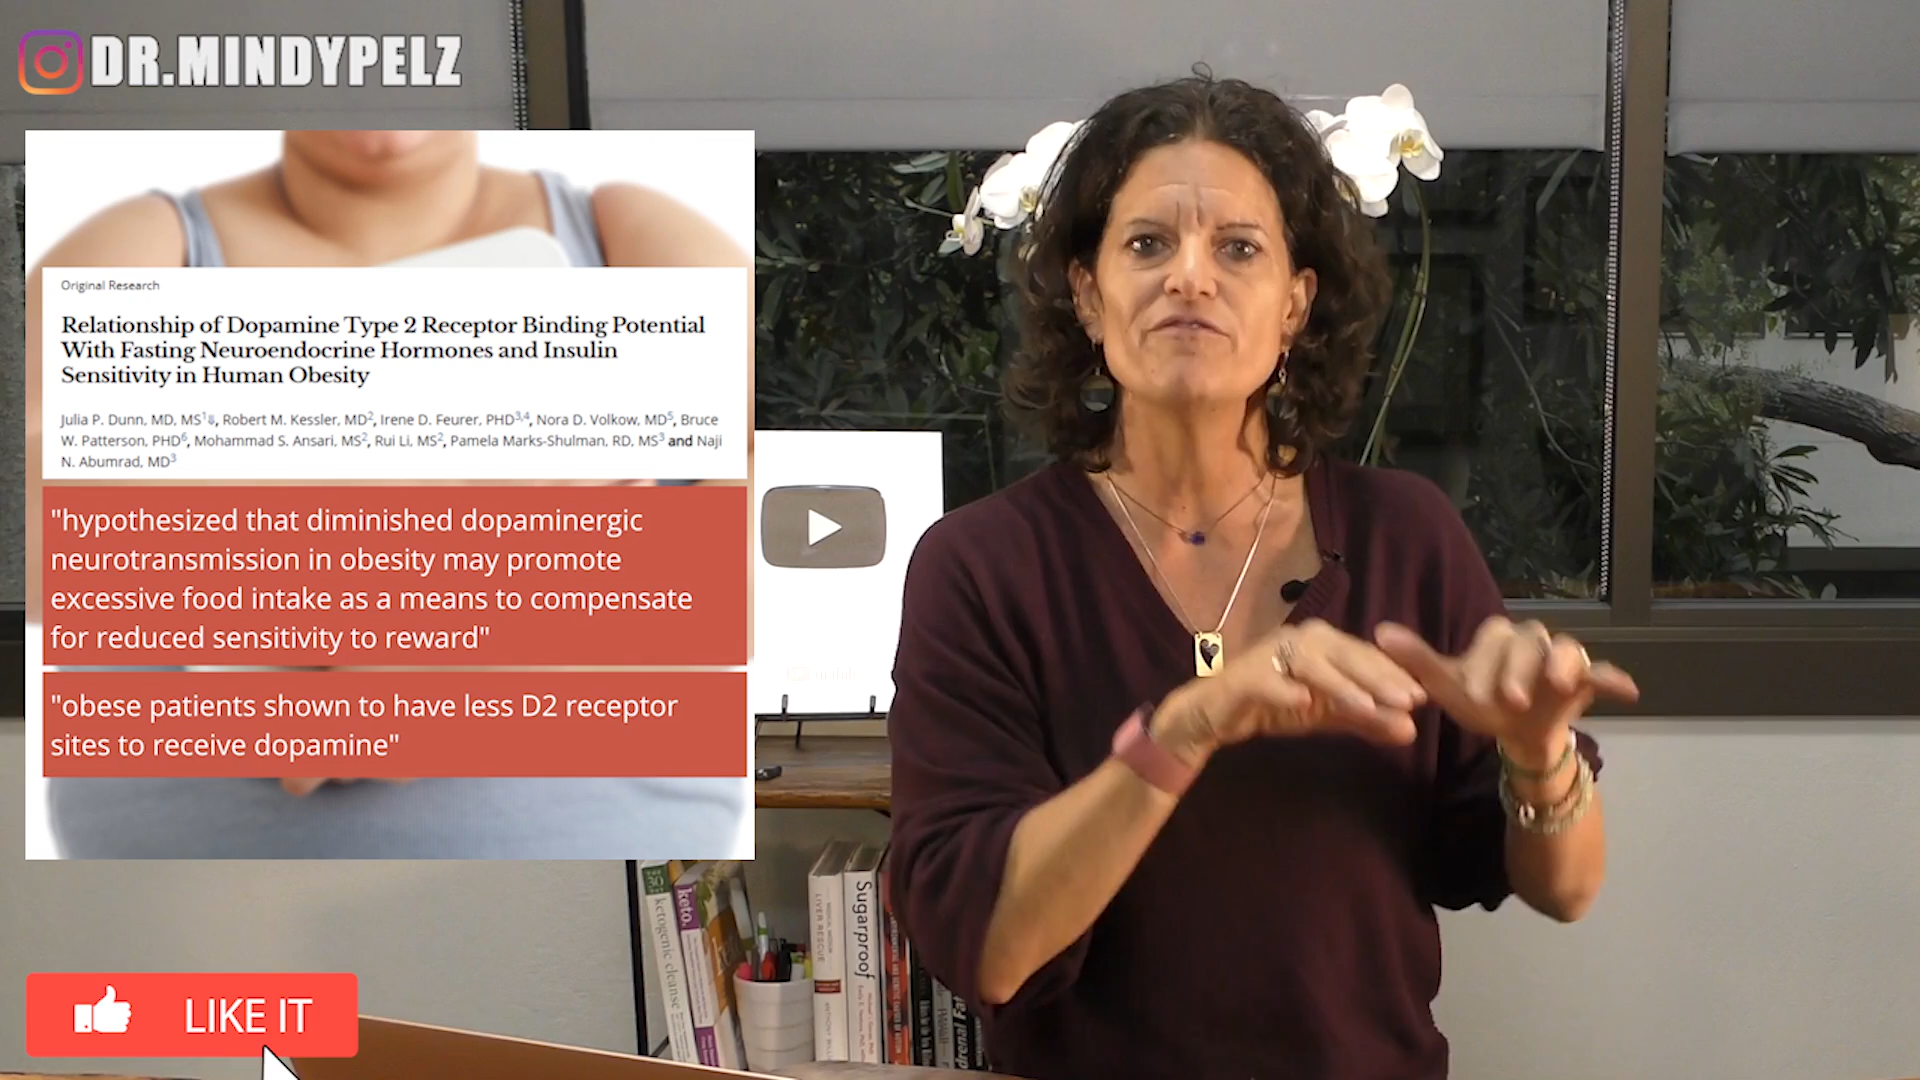 DR.MINDYPELZ
Original Research
Relationship of Dopamine Type 2 Receptor Binding Potential
With Fasting Neuroendocrine Hormones and Insulin
Sensitivity in Human Obesity
Julia P. Dunn, MD, MS¹, Robert M. Kessler, MD², Irene D. Feurer, PHD³,⁴, Nora D. Volkow, MD⁵, Bruce
W. Patterson, PHD⁶, Mohammad S. Ansari, MS², Rui Li, MS², Pamela Marks-Shulman, RD, MS³ and Naji
N. Abumrad, MD³
"hypothesized that diminished dopaminergic
neurotransmission in obesity may promote
excessive food intake as a means to compensate
for reduced sensitivity to reward"
"obese patients shown to have less D2 receptor
sites to receive dopamine"
30
ketogenic cleanse
keto.
LIVER RESCUE
Sugarproof
LIKE IT